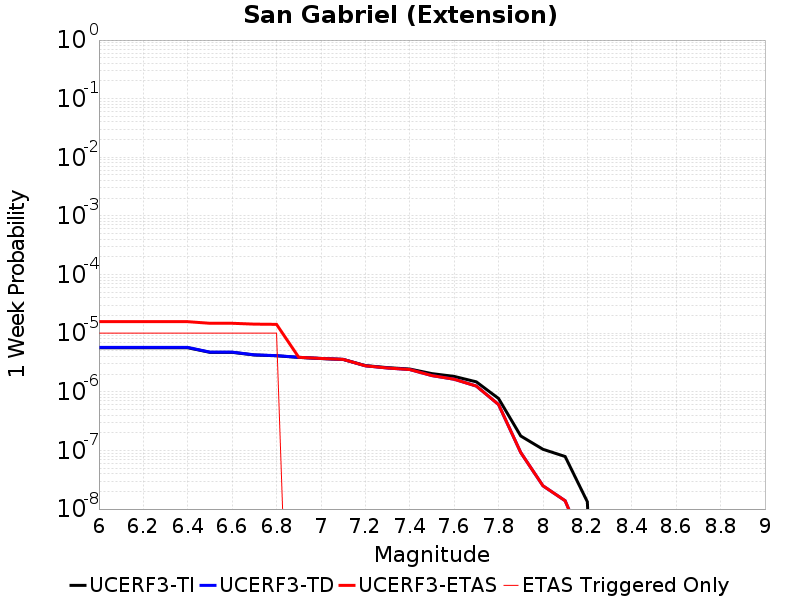 San Gabriel (Extension)
10^0
10^-1
10^-2
10^-3
10^-4
10^-5
10^-6
10^-7
10^-8
1 Week Probability
6 6.2 6.4 6.6 6.8 7 7.2 7.4 7.6 7.8 8 8.2 8.4 8.6 8.8 9
Magnitude
UCERF3-TI UCERF3-TD UCERF3-ETAS ETAS Triggered Only